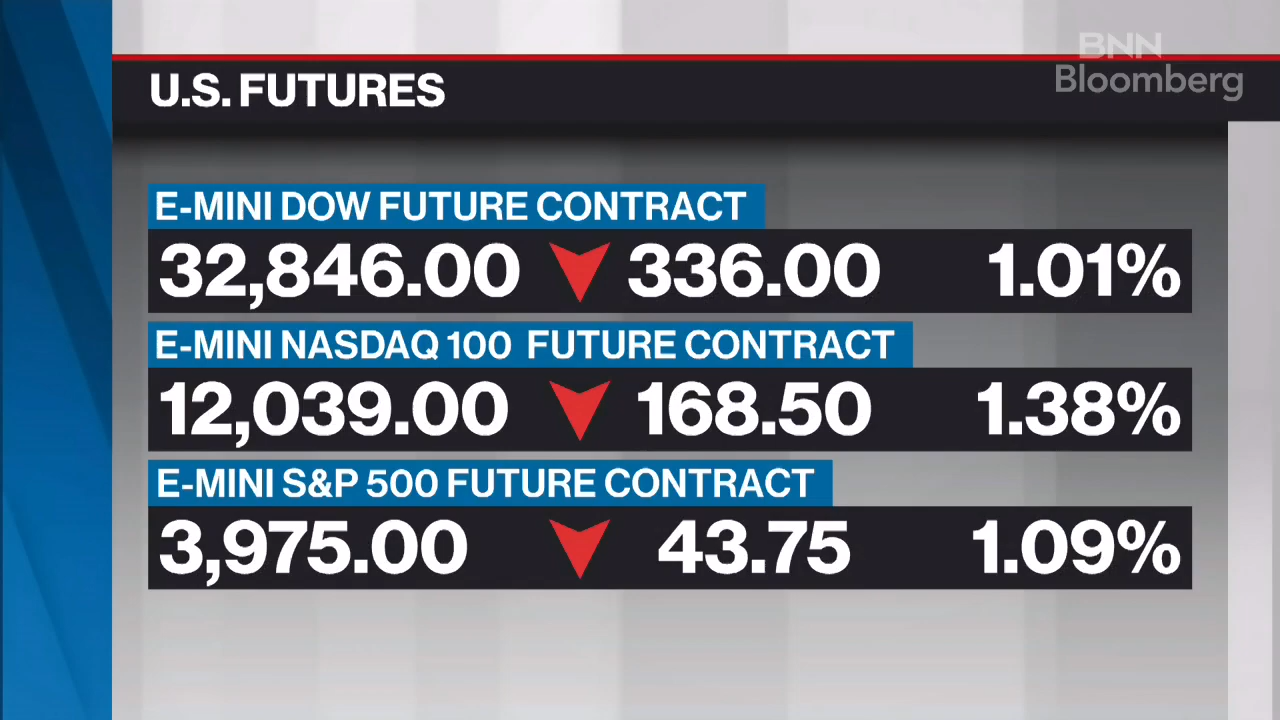 BNN
Bloomberg
U.S. FUTURES
E-MINI DOW FUTURE CONTRACT
32,846.00 336.00 1.01%
E-MINI NASDAQ 100 FUTURE CONTRACT
12,039.00 168.50 1.38%
E-MINI S&P 500 FUTURE CONTRACT
3,975.00 43.75 1.09%